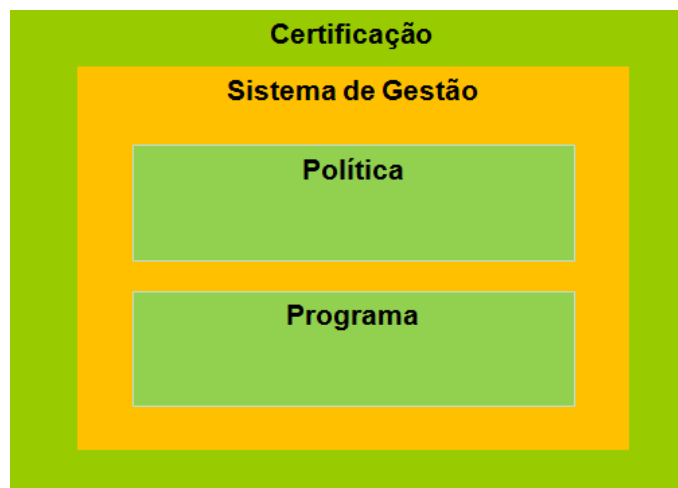 Certificação
Sistema de Gestão
Política
Programa